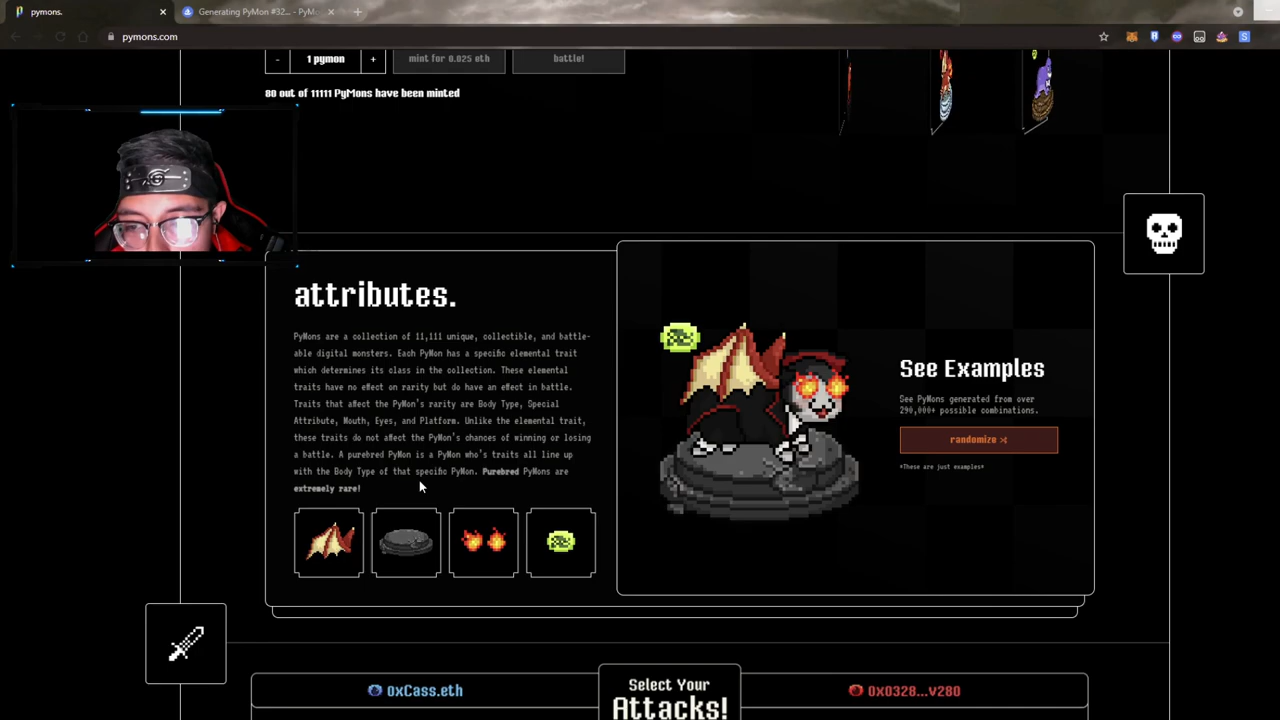 pymons.
Generating PyMon #32... - PyMo
pymons.com
- 1 pymon + mint for 0.025 eth battle!
80 out of 11111 PyMons have been minted
attributes.
PyMons are a collection of 11,111 unique, collectible, and battle-
able digital monsters. Each PyMon has a specific elemental trait
which determines its class in the collection. These elemental
traits have no effect on rarity but do have an effect in battle.
Traits that affect the PyMon's rarity are Body Type, Special
Attribute, Mouth, Eyes, and Platform. Unlike the elemental trait,
these traits do not affect the PyMon's chances of winning or losing
a battle. A purebred PyMon is a PyMon who's traits all line up
with the Body Type of that specific PyMon. Purebred PyMons are
extremely rare!
See Examples
See PyMons generated from over
290,000+ possible combinations.
randomize
*These are just examples*
0xCass.eth
Select Your
Attacks!
0x0328...v280